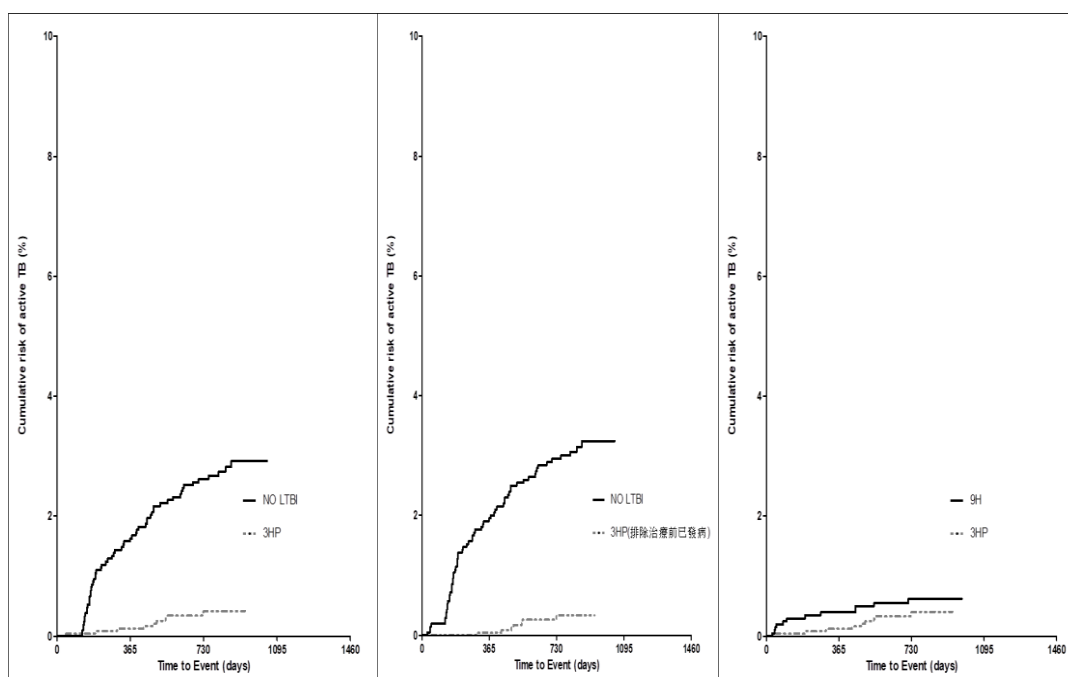 Cumulative risk of active TB (%)
10
8
6
4
2
0
NO LTBI
3HP
0 365 730 1095 1460
Time to Event (days)
Cumulative risk of active TB (%)
10
8
6
4
2
0
NO LTBI
3HP(排除治療前已發病)
0 365 730 1095 1460
Time to Event (days)
Cumulative risk of active TB (%)
10
8
6
4
2
0
9H
3HP
0 365 730 1095 1460
Time to Event (days)